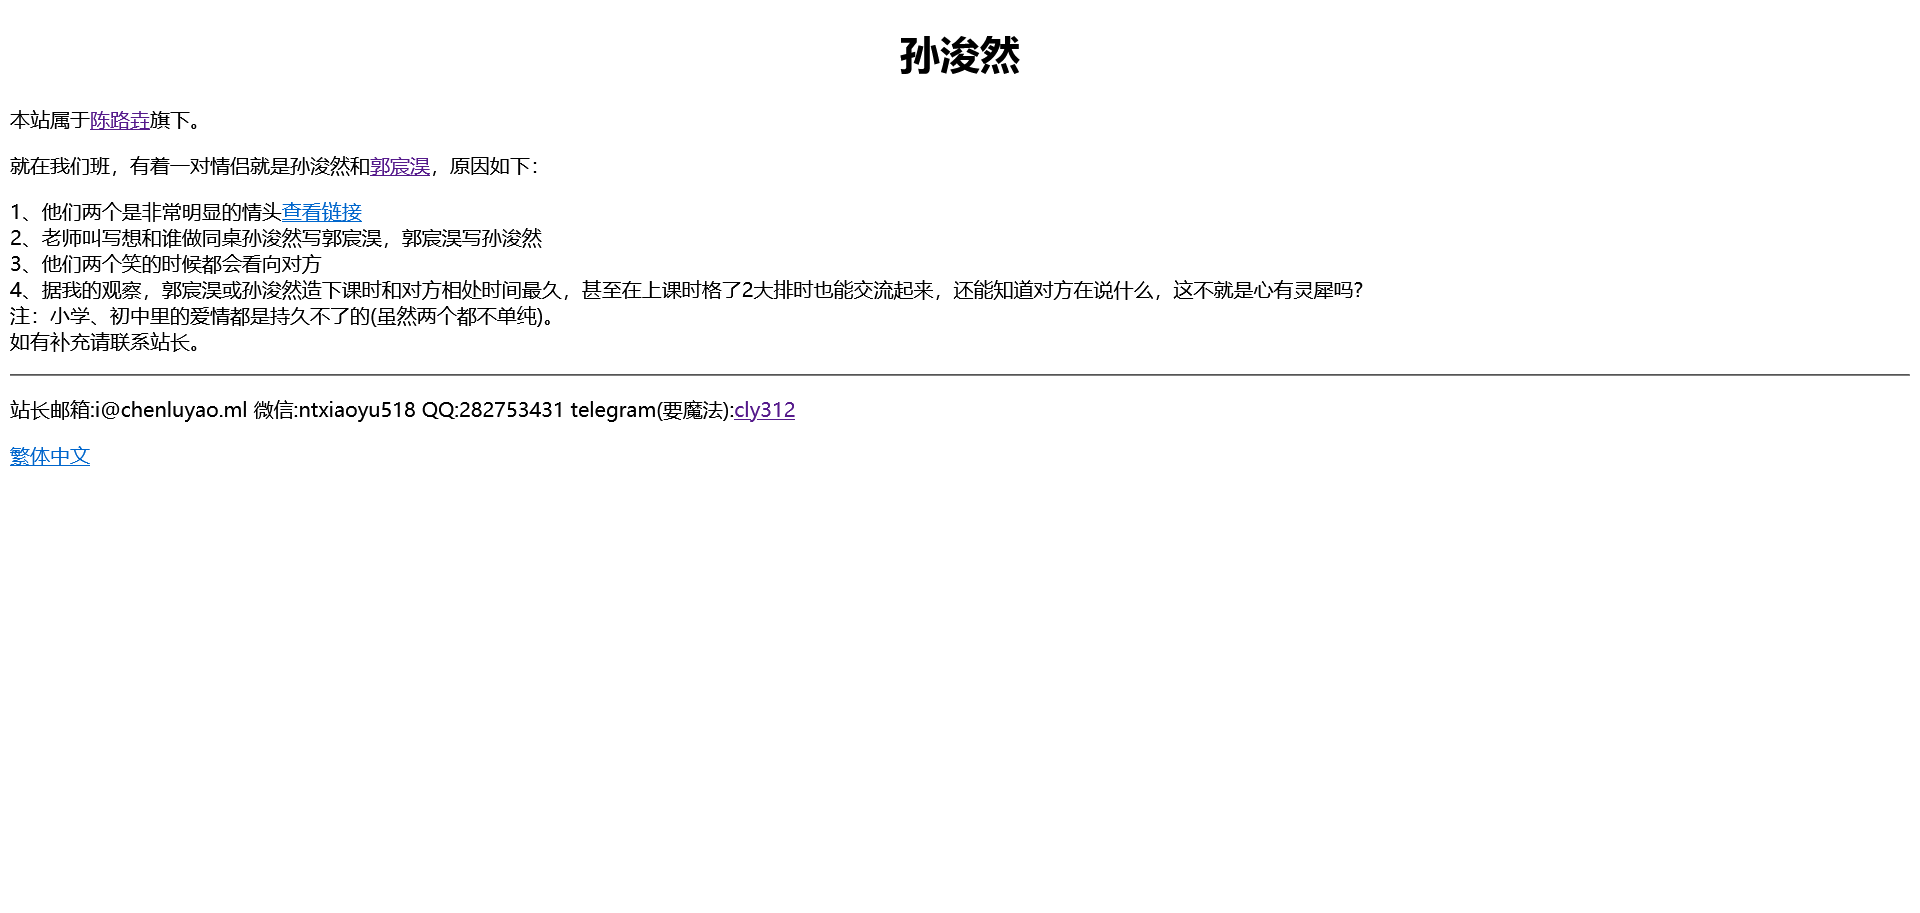 孙浚然
本站属于陈路垚旗下。
就在我们班，有着一对情侣就是孙浚然和郭宸淏，原因如下：
1、他们两个是非常明显的情头查看链接
2、老师叫写想和谁做同桌孙浚然写郭宸淏，郭宸淏写孙浚然
3、他们两个笑的时候都会看向对方
4、据我的观察，郭宸淏或孙浚然造下课时和对方相处时间最久，甚至在上课时格了2大排时也能交流起来，还能知道对方在说什么，这不就是心有灵犀吗？
注：小学、初中里的爱情都是持久不了的(虽然两个都不单纯)。
如有补充请联系站长。
站长邮箱:i@chenluyao.ml 微信:ntxiaoyu518 QQ:282753431 telegram(要魔法):cly312
繁体中文